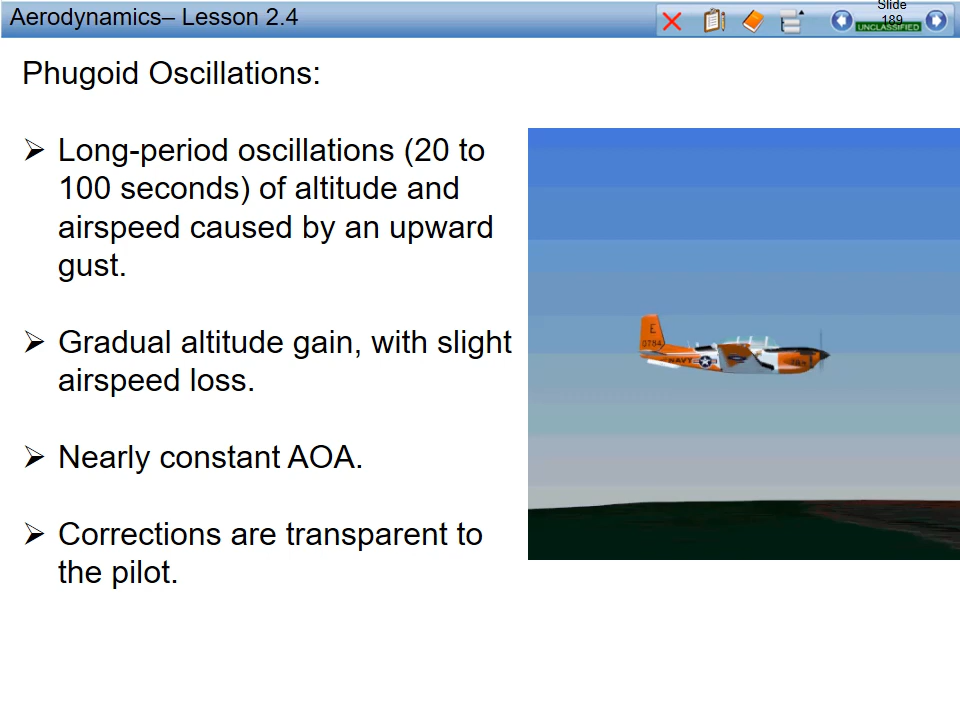 Aerodynamics– Lesson 2.4
Slide
189
UNCLASSIFIED
Phugoid Oscillations:
➢ Long-period oscillations (20 to
100 seconds) of altitude and
airspeed caused by an upward
gust.
➢ Gradual altitude gain, with slight
airspeed loss.
➢ Nearly constant AOA.
➢ Corrections are transparent to
the pilot.
E
0784
NAVY